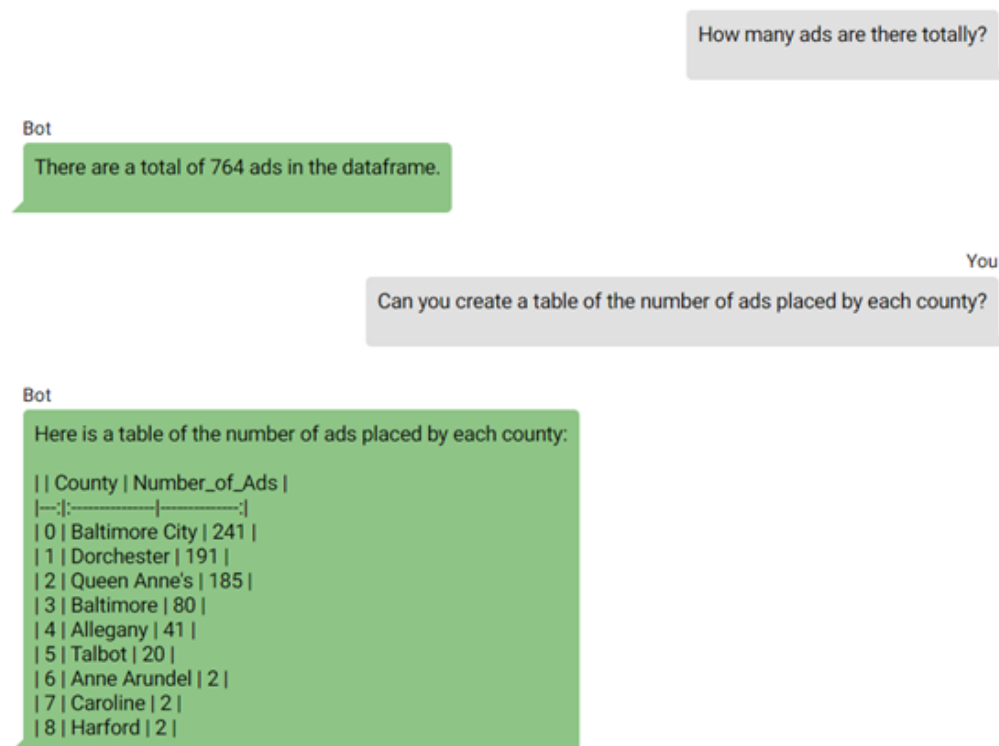 How many ads are there totally?
Bot
There are a total of 764 ads in the dataframe.
You
Can you create a table of the number of ads placed by each county?
Bot
Here is a table of the number of ads placed by each county:
| | County | Number_of_Ads |
|---:|:---------------|--------------:|
| 0 | Baltimore City | 241 |
| 1 | Dorchester | 191 |
| 2 | Queen Anne's | 185 |
| 3 | Baltimore | 80 |
| 4 | Allegany | 41 |
| 5 | Talbot | 20 |
| 6 | Anne Arundel | 2 |
| 7 | Caroline | 2 |
| 8 | Harford | 2 |